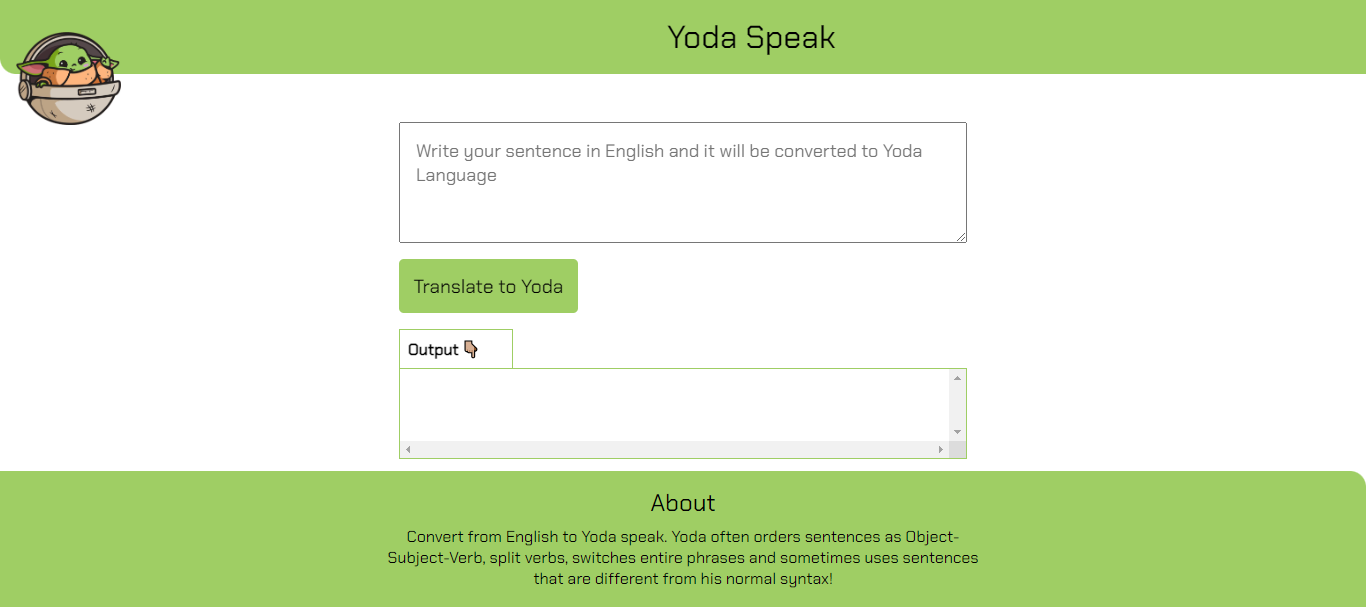 Yoda Speak
Write your sentence in English and it will be converted to Yoda
Language
Translate to Yoda
Output 👇🏽
About
Convert from English to Yoda speak. Yoda often orders sentences as Object-
Subject-Verb, split verbs, switches entire phrases and sometimes uses sentences
that are different from his normal syntax!